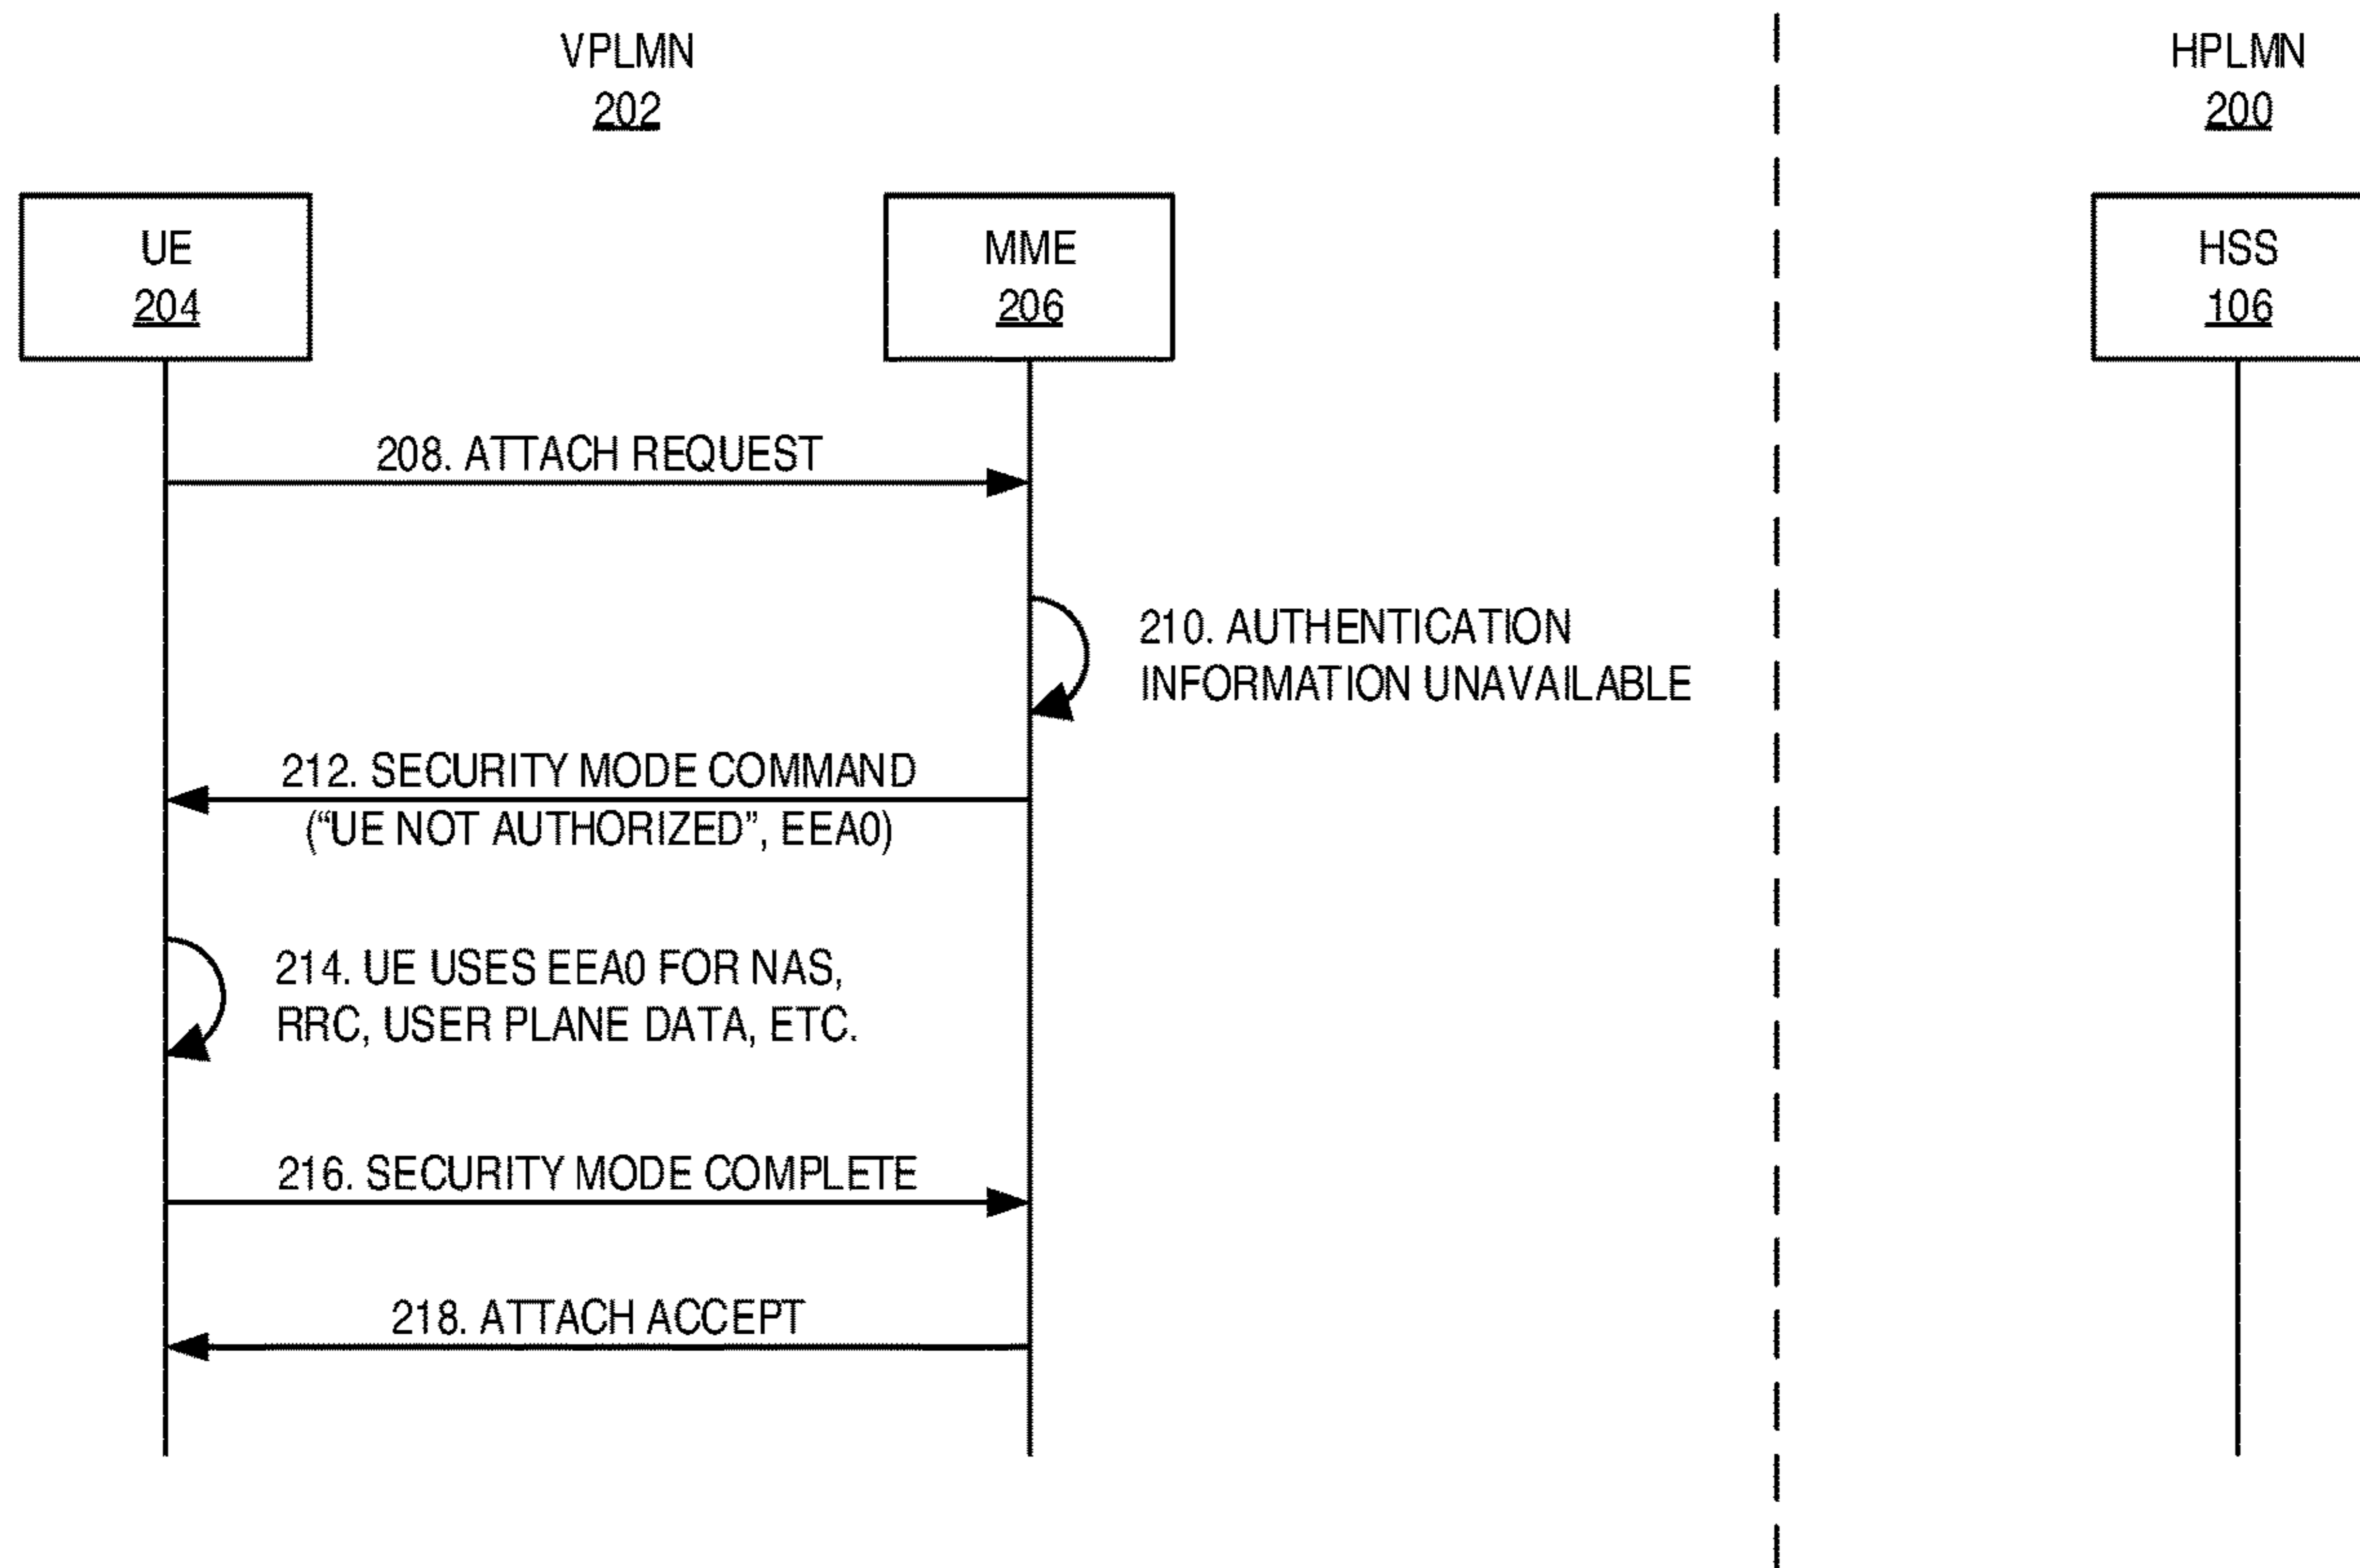 VPLMN
202
HPLMN
200
UE
204
MME
206
HSS
106
208. ATTACH REQUEST
210. AUTHENTICATION
INFORMATION UNAVAILABLE
212. SECURITY MODE COMMAND
(“UE NOT AUTHORIZED”, EEA0)
214. UE USES EEA0 FOR NAS,
RRC, USER PLANE DATA, ETC.
216. SECURITY MODE COMPLETE
218. ATTACH ACCEPT